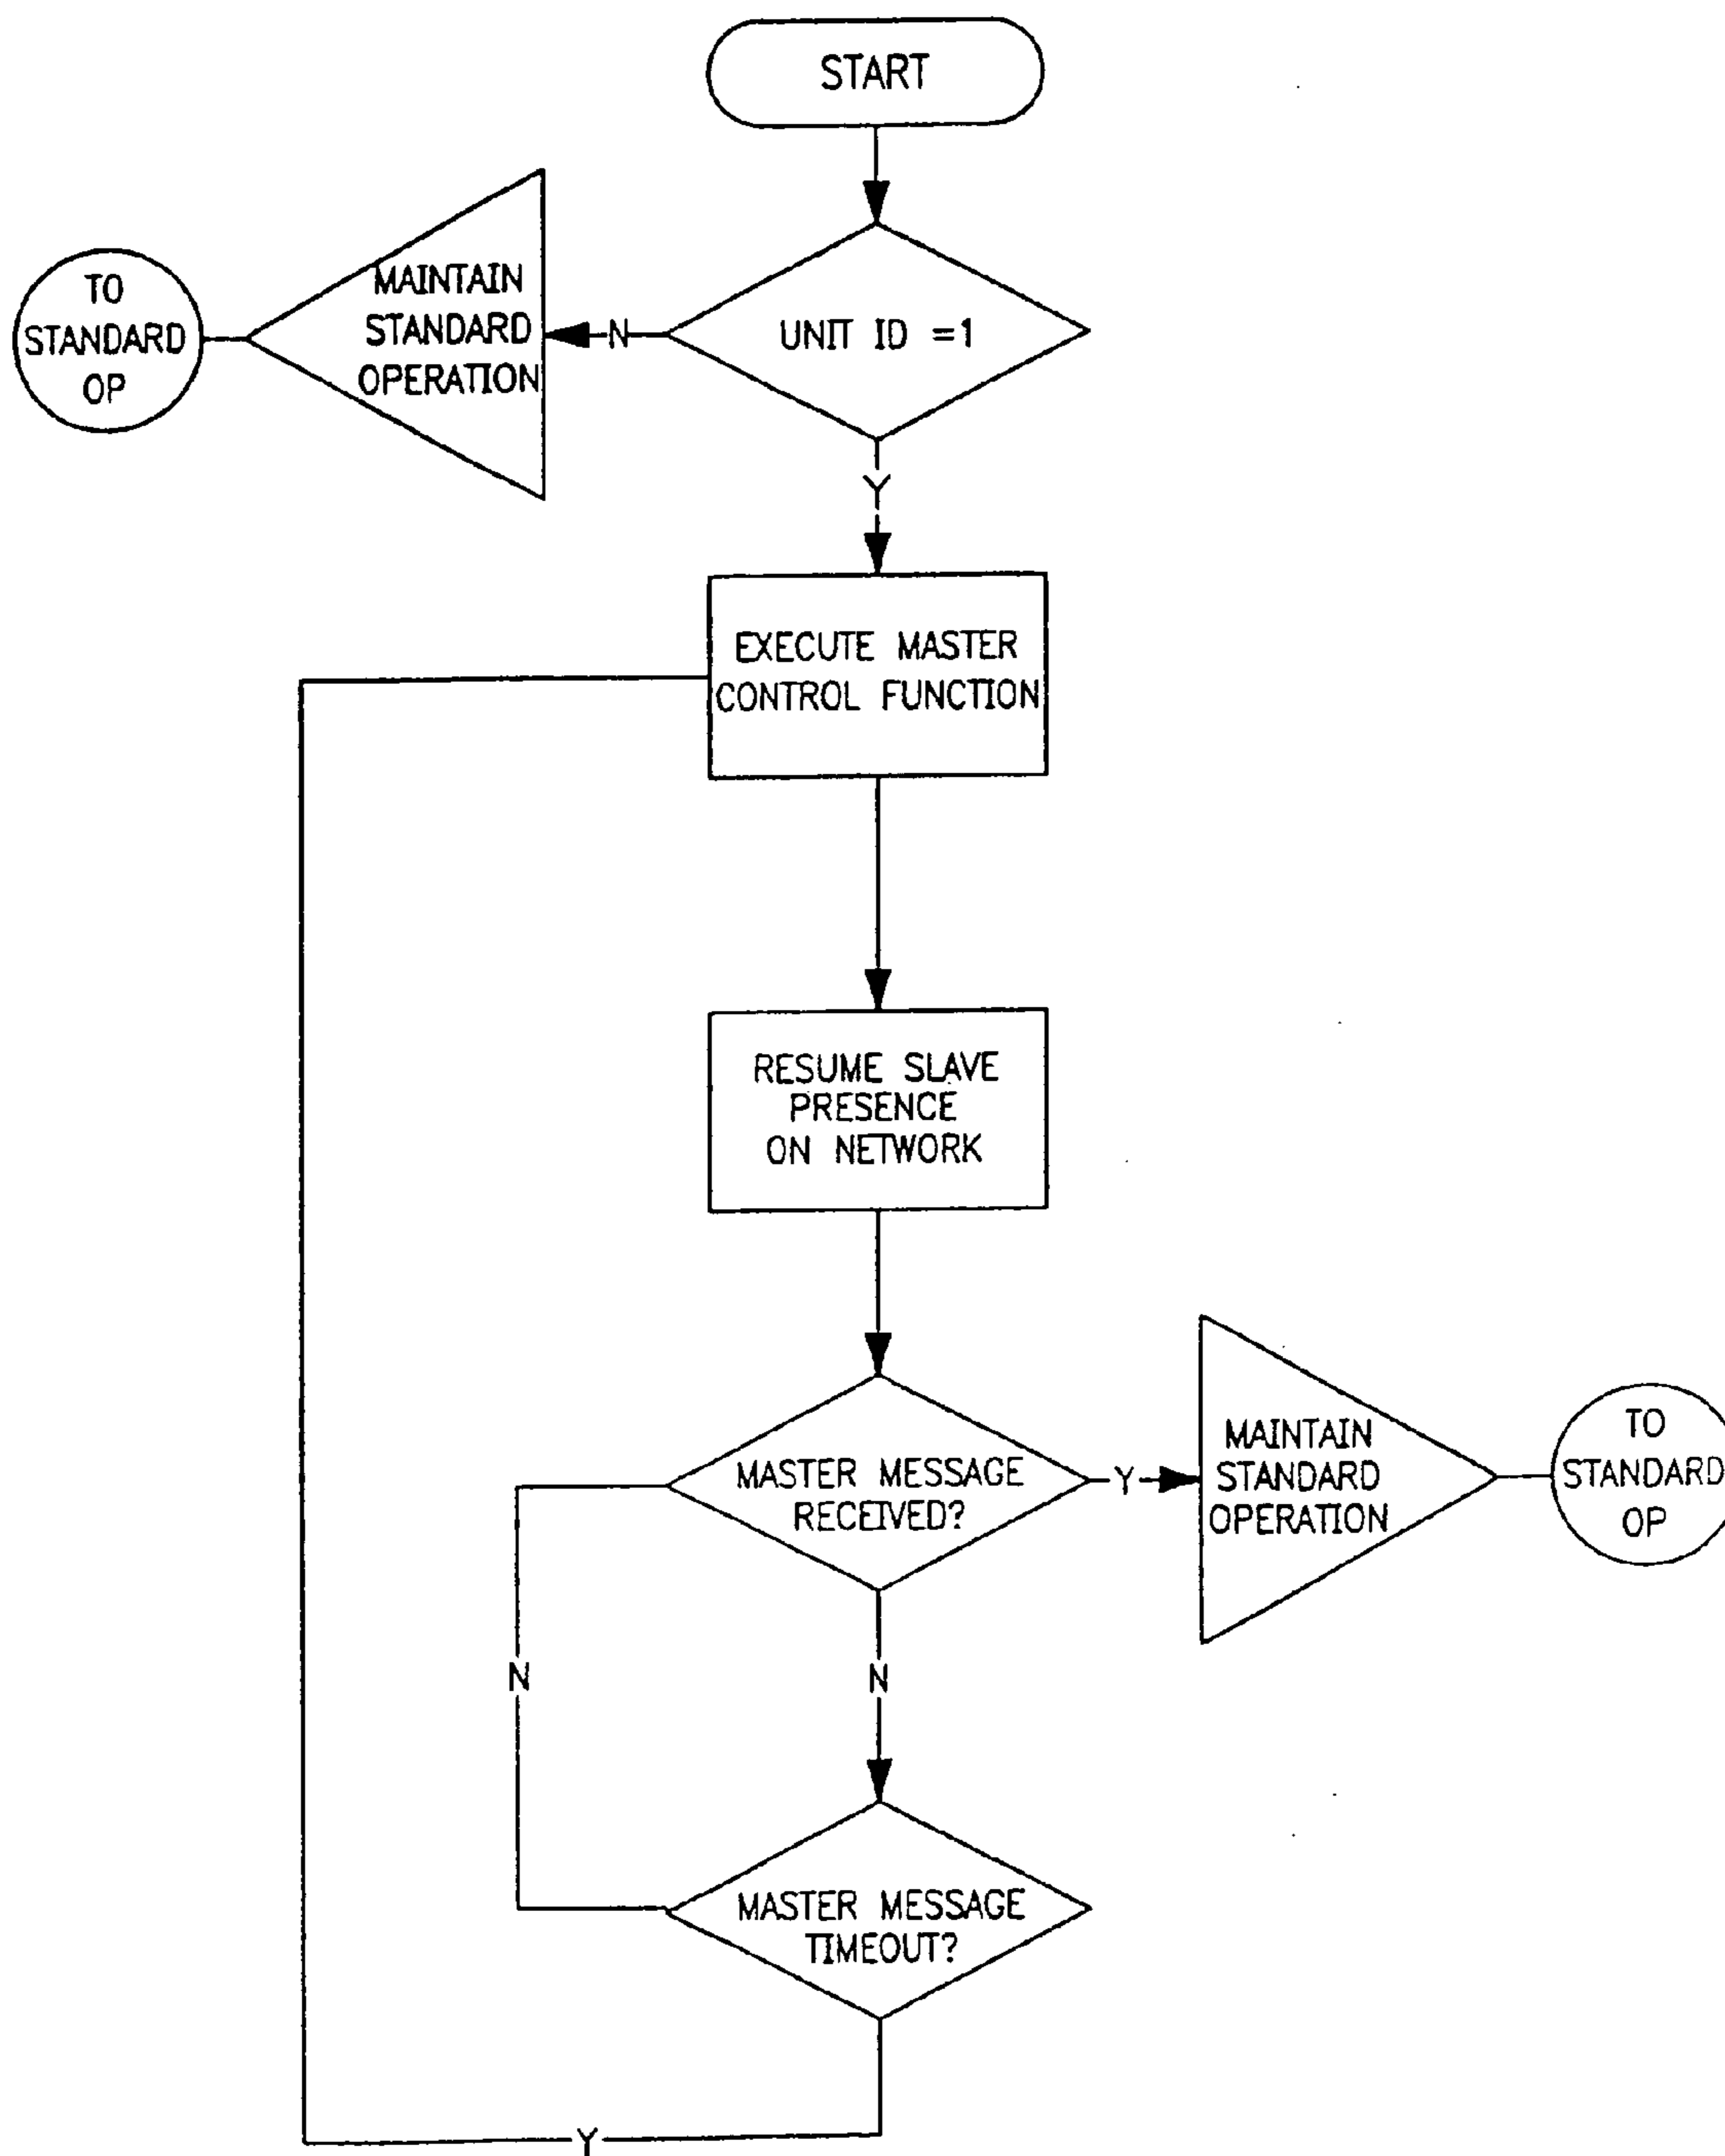 START
TO
STANDARD
OP
MAINTAIN
STANDARD
OPERATION
N
UNIT ID =1
Y
EXECUTE MASTER
CONTROL FUNCTION
RESUME SLAVE
PRESENCE
ON NETWORK
MASTER MESSAGE
RECEIVED?
Y
MAINTAIN
STANDARD
OPERATION
TO
STANDARD
OP
N
N
MASTER MESSAGE
TIMEOUT?
Y